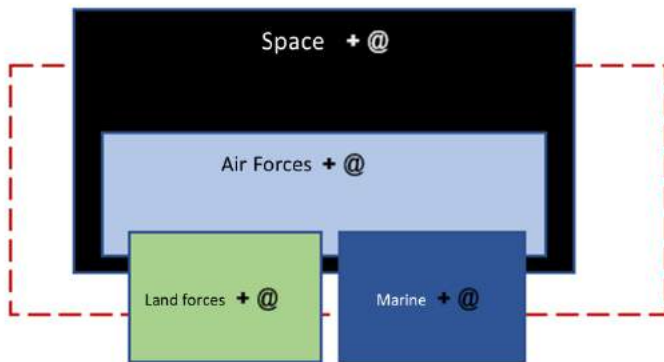 Space + @
Air Forces + @
Land forces + @
Marine + @